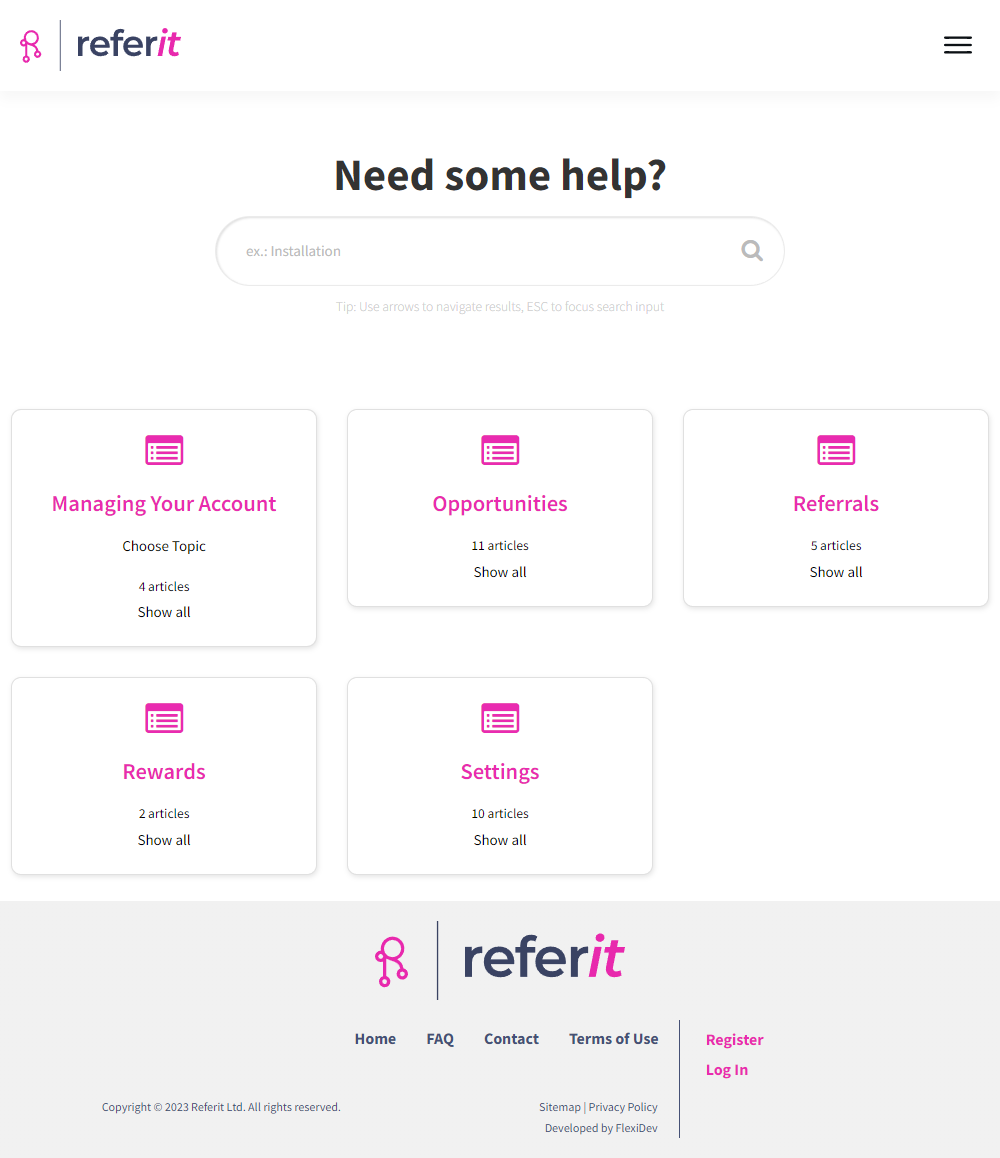 referit
Need some help?
ex.: Installation
Tip: Use arrows to navigate results, ESC to focus search input
Managing Your Account
Choose Topic
4 articles
Show all
Opportunities
11 articles
Show all
Referrals
5 articles
Show all
Rewards
2 articles
Show all
Settings
10 articles
Show all
referit
Home FAQ Contact Terms of Use
Register
Log In
Copyright © 2023 Referit Ltd. All rights reserved.
Sitemap | Privacy Policy
Developed by FlexiDev